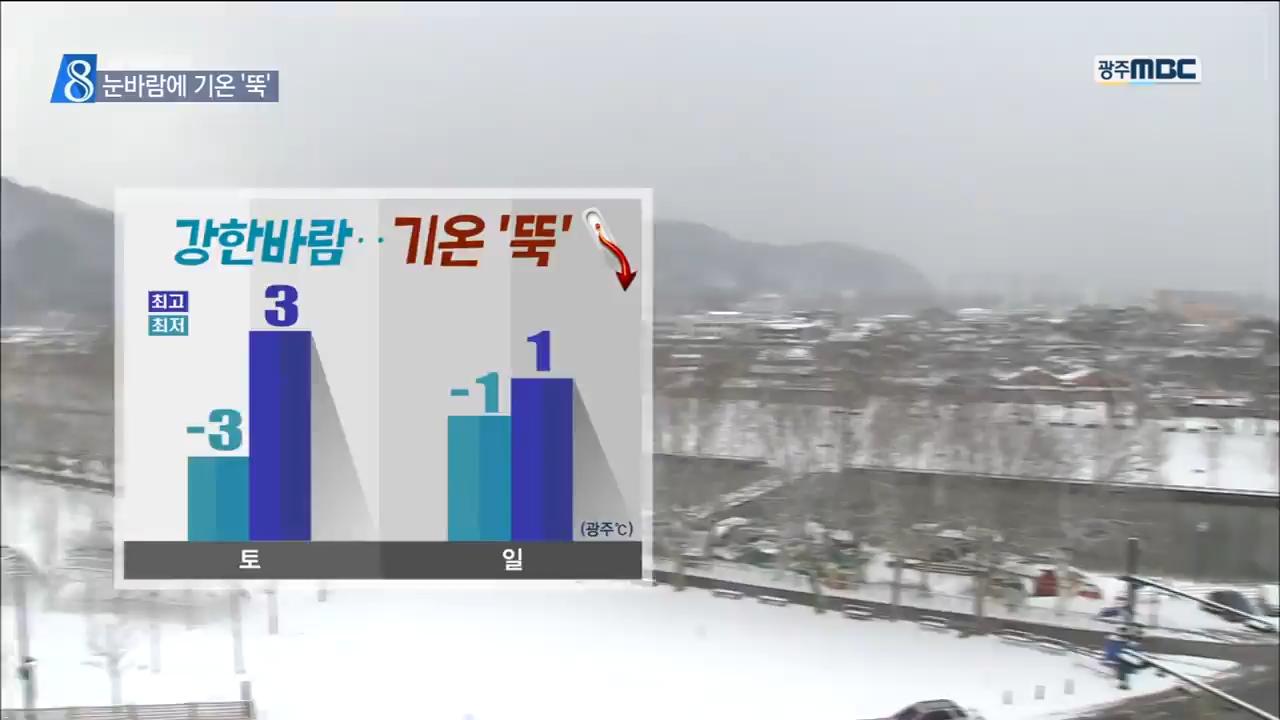 8 눈바람에 기온 '뚝'
광주MBC
강한바람‥기온 '뚝'
최고
최저
3
-3
1
-1
(광주℃)
토 일